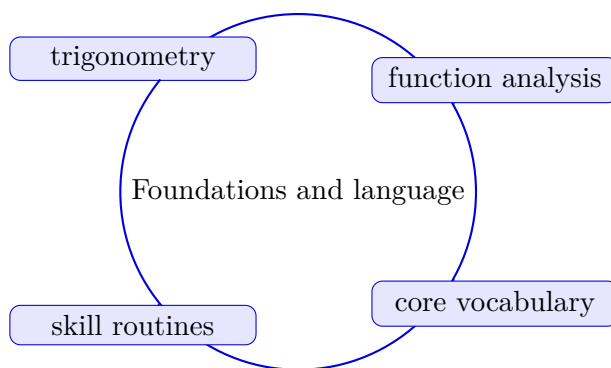 trigonometry
function analysis
Foundations and language
core vocabulary
skill routines